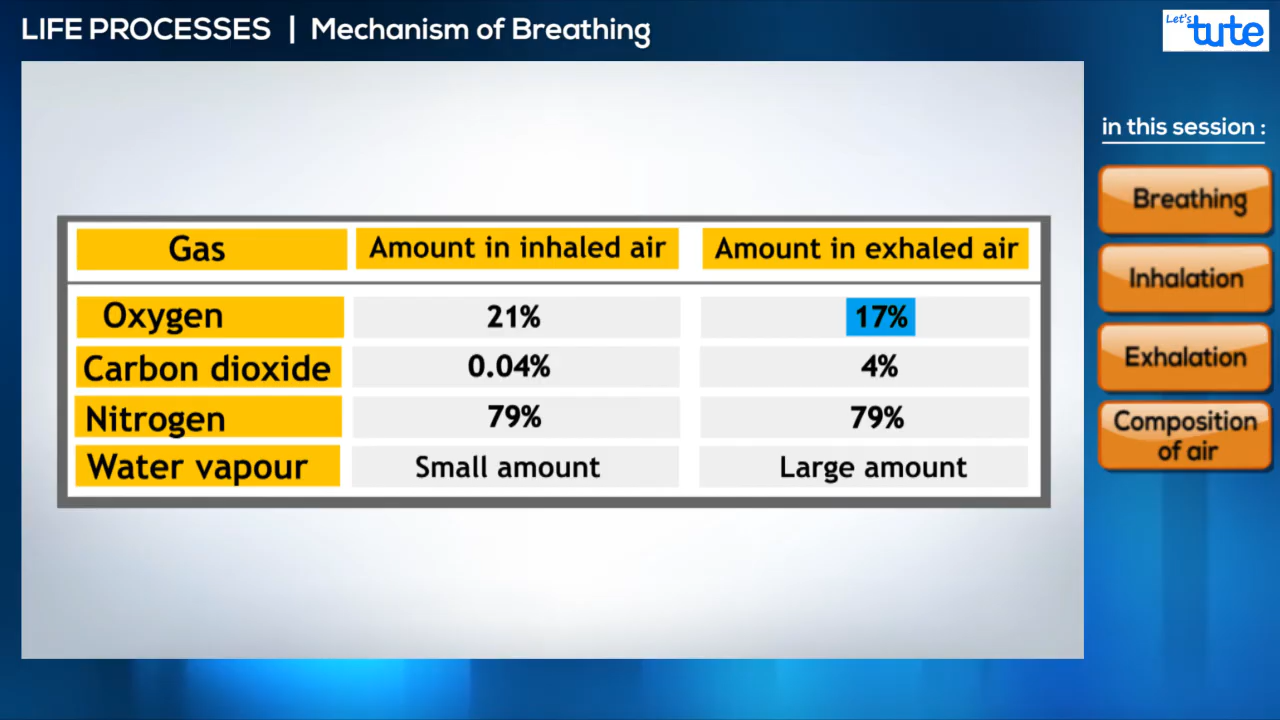 LIFE PROCESSES | Mechanism of Breathing
Let's tute
in this session :
Breathing
Inhalation
Exhalation
Composition
of air
Gas Amount in inhaled air Amount in exhaled air
Oxygen 21% 17%
Carbon dioxide 0.04% 4%
Nitrogen 79% 79%
Water vapour Small amount Large amount